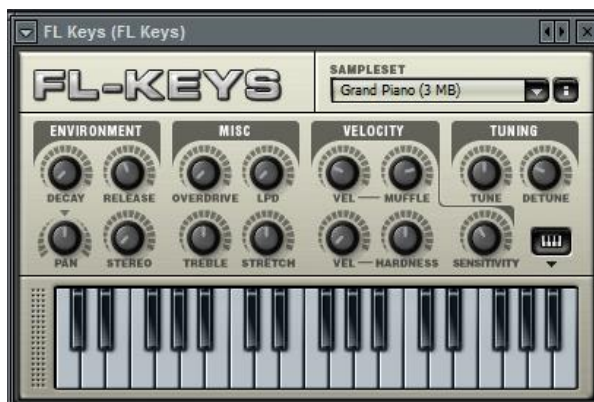 FL Keys (FL Keys)
FL-KEYS
SAMPLESET
Grand Piano (3 MB)
ENVIRONMENT MISC VELOCITY TUNING
DECAY RELEASE OVERDRIVE LPD VEL MUFFLE TUNE DETUNE
PAN STEREO TREBLE STRETCH VEL HARDNESS SENSITIVITY